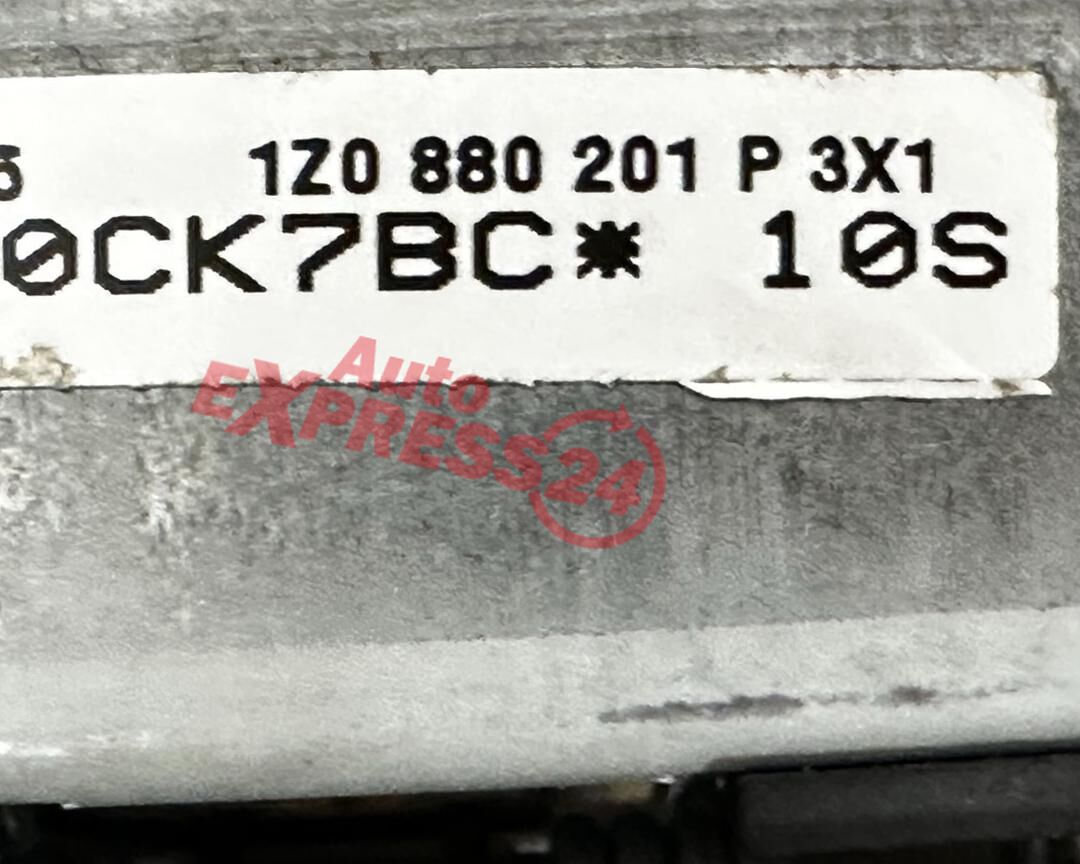 1Z0 880 201 P 3X1
0CK7BC* 10S
Auto
EXPRESS24